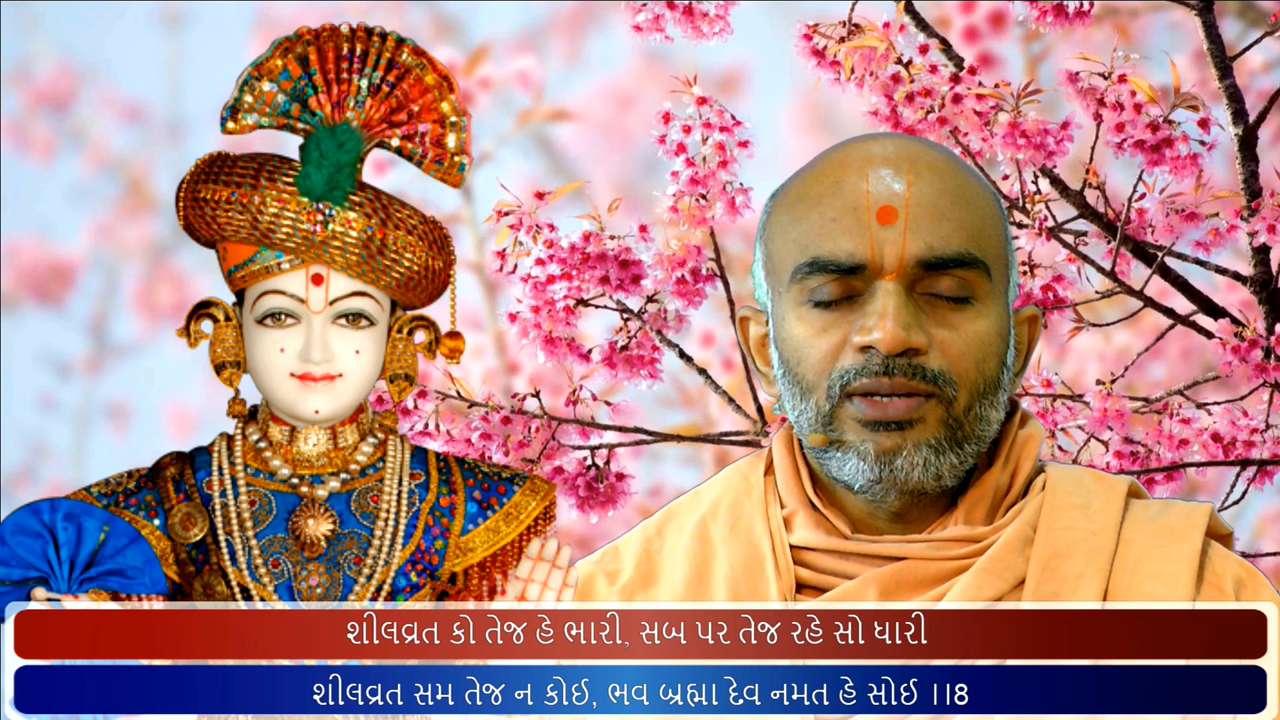 શીલવ્રત કો તેજ હે ભારી, સબ પર તેજ રહે સો ધારી
શીલવ્રત સમ તેજ ન કોઈ, ભવ બ્રહ્મા દેવ નમત હે સોઈ ।।8